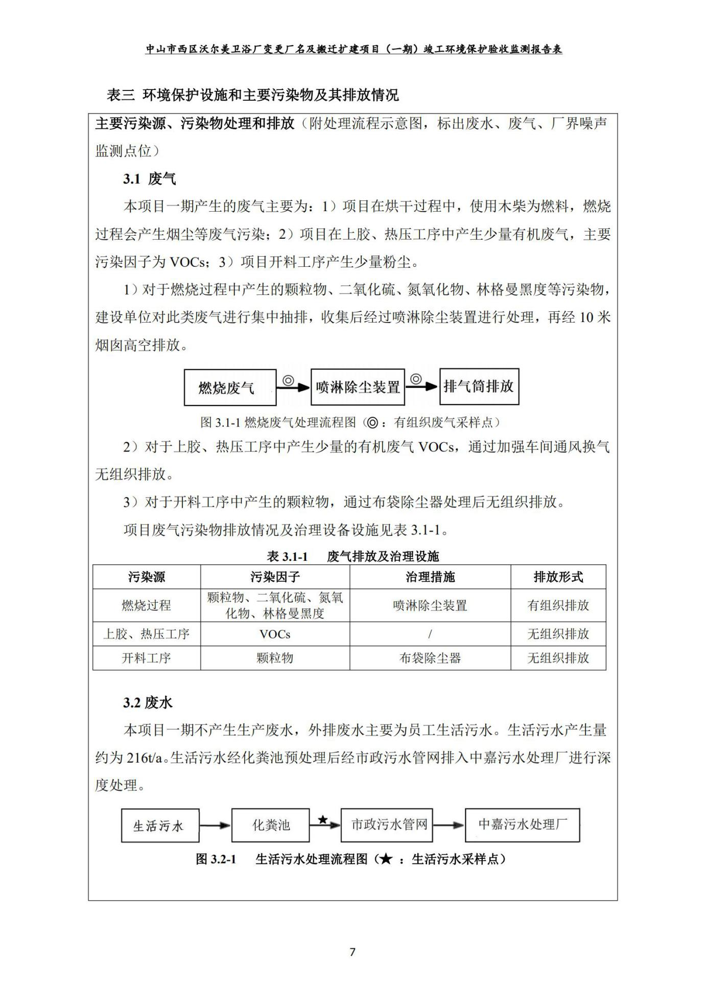 中山市西区沃尔美卫浴厂变更厂名及搬迁扩建项目（一期）竣工环境保护验收监测报告表
表三 环境保护设施和主要污染物及其排放情况
主要污染源、污染物处理和排放（附处理流程示意图，标出废水、废气、厂界噪声
监测点位）
3.1 废气
本项目一期产生的废气主要为：1）项目在烘干过程中，使用木柴为燃料，燃烧
过程会产生烟尘等废气污染；2）项目在上胶、热压工序中产生少量有机废气，主要
污染因子为 VOCs；3）项目开料工序产生少量粉尘。
1）对于燃烧过程中产生的颗粒物、二氧化硫、氮氧化物、林格曼黑度等污染物，
建设单位对此类废气进行集中抽排，收集后经过喷淋除尘装置进行处理，再经 10 米
烟囱高空排放。
燃烧废气 ◎ 喷淋除尘装置 ◎ 排气筒排放
图 3.1-1 燃烧废气处理流程图（◎：有组织废气采样点）
2）对于上胶、热压工序中产生少量的有机废气 VOCs，通过加强车间通风换气
无组织排放。
3）对于开料工序中产生的颗粒物，通过布袋除尘器处理后无组织排放。
项目废气污染物排放情况及治理设备设施见表 3.1-1。
表 3.1-1 废气排放及治理设施
污染源 污染因子 治理措施 排放形式
燃烧过程 颗粒物、二氧化硫、氮氧 喷淋除尘装置 有组织排放
化物、林格曼黑度
上胶、热压工序 VOCs / 无组织排放
开料工序 颗粒物 布袋除尘器 无组织排放
3.2 废水
本项目一期不产生生产废水，外排废水主要为员工生活污水。生活污水产生量
约为 216t/a。生活污水经化粪池预处理后经市政污水管网排入中嘉污水处理厂进行深
度处理。
生活污水 化粪池 ★ 市政污水管网 中嘉污水处理厂
图 3.2-1 生活污水处理流程图（★：生活污水采样点）
7